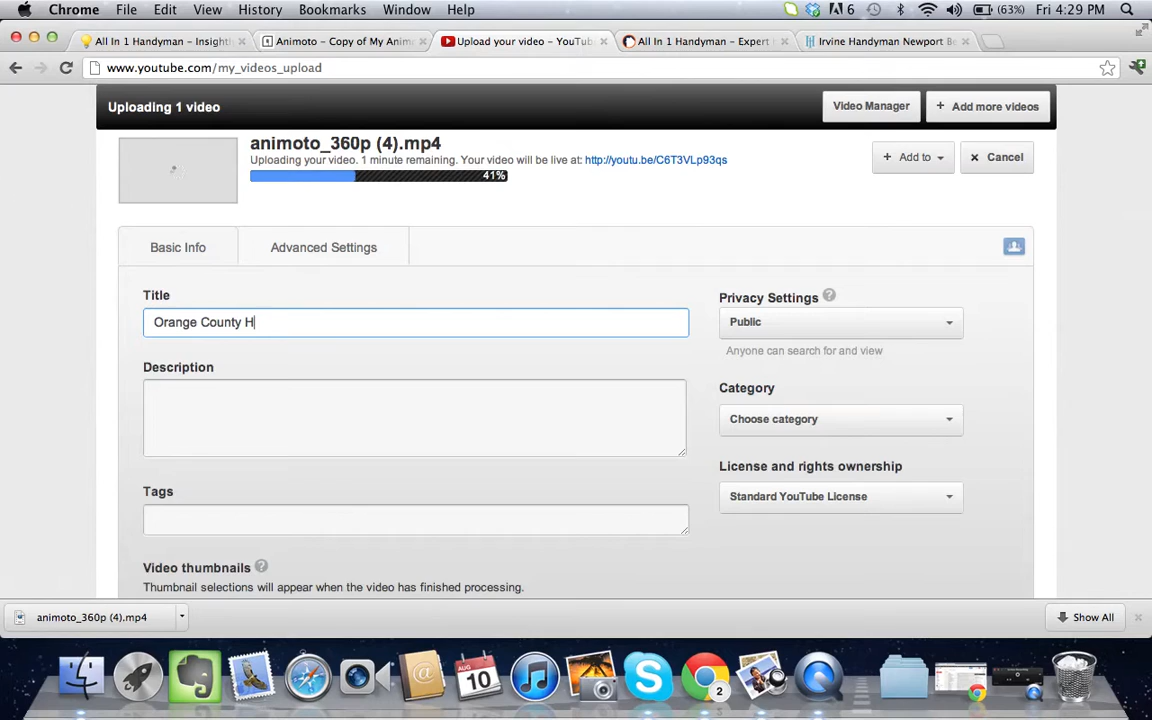 Chrome File Edit View History Bookmarks Window Help 6 (63%) Fri 4:29 PM
All In 1 Handyman – Insightl Animoto – Copy of My Anim Upload your video – YouTub All In 1 Handyman – Expert Irvine Handyman Newport Be
www.youtube.com/my_videos_upload
Uploading 1 video Video Manager + Add more videos
animoto_360p (4).mp4
Uploading your video. 1 minute remaining. Your video will be live at: http://youtu.be/C6T3VLp93qs
+ Add to × Cancel
41%
Basic Info Advanced Settings
Title
Orange County H
Privacy Settings ?
Public
Anyone can search for and view
Description
Category
Choose category
License and rights ownership
Standard YouTube License
Tags
Video thumbnails ?
Thumbnail selections will appear when the video has finished processing.
animoto_360p (4).mp4 Show All
AUG
10
2